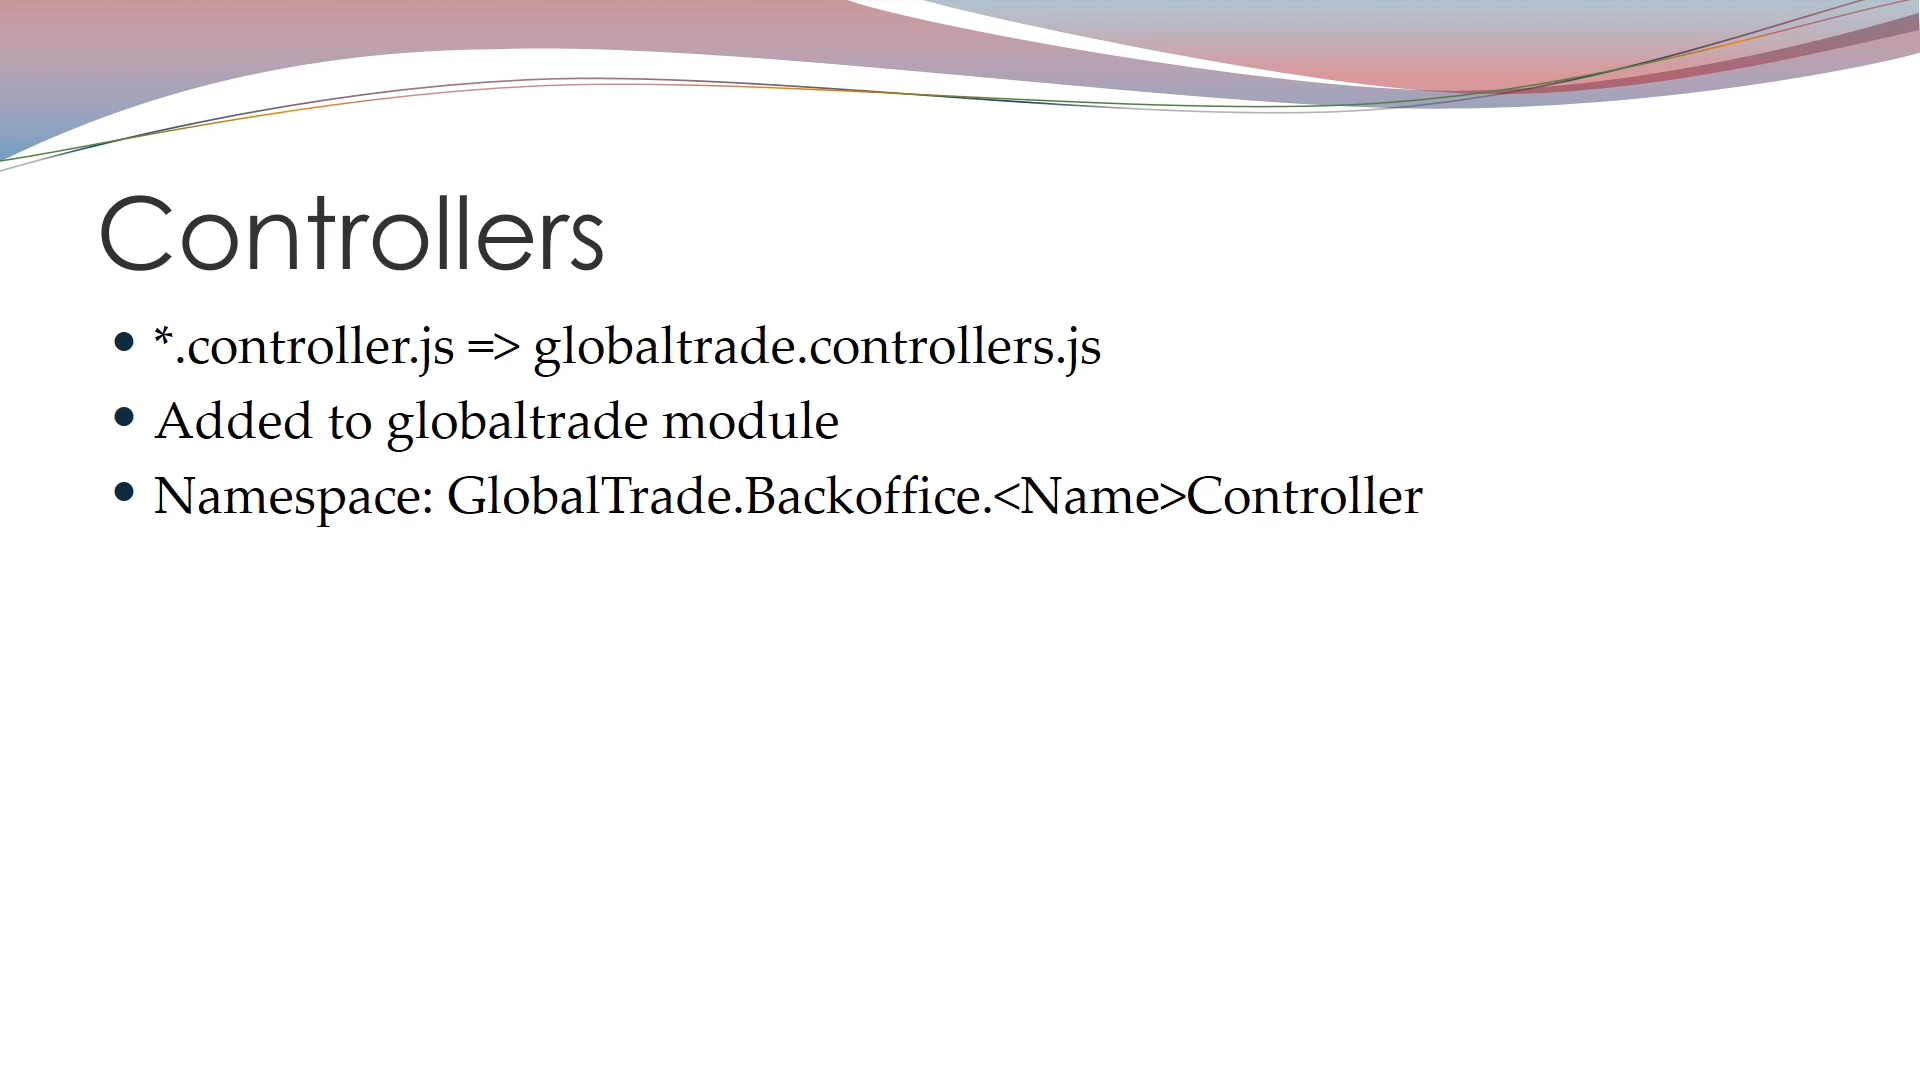 Controllers
• *.controller.js => globaltrade.controllers.js
• Added to globaltrade module
• Namespace: GlobalTrade.Backoffice.<Name>Controller